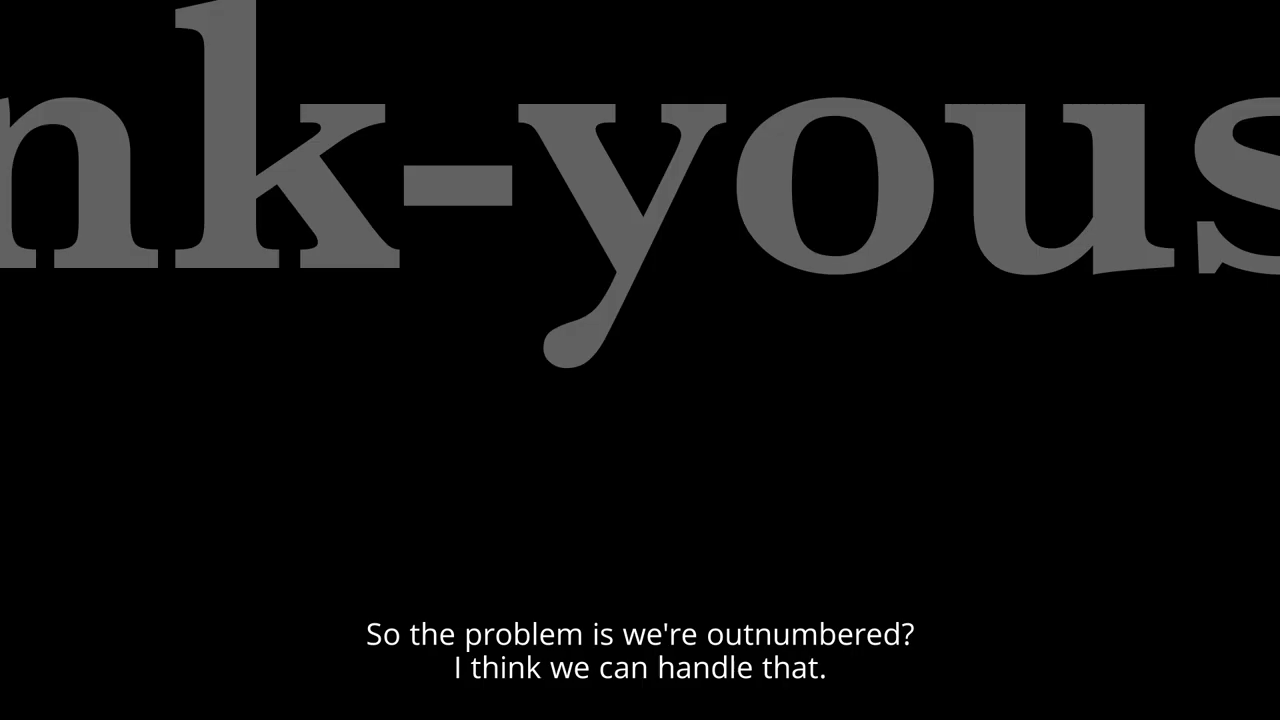 nk-yous
So the problem is we're outnumbered?
I think we can handle that.